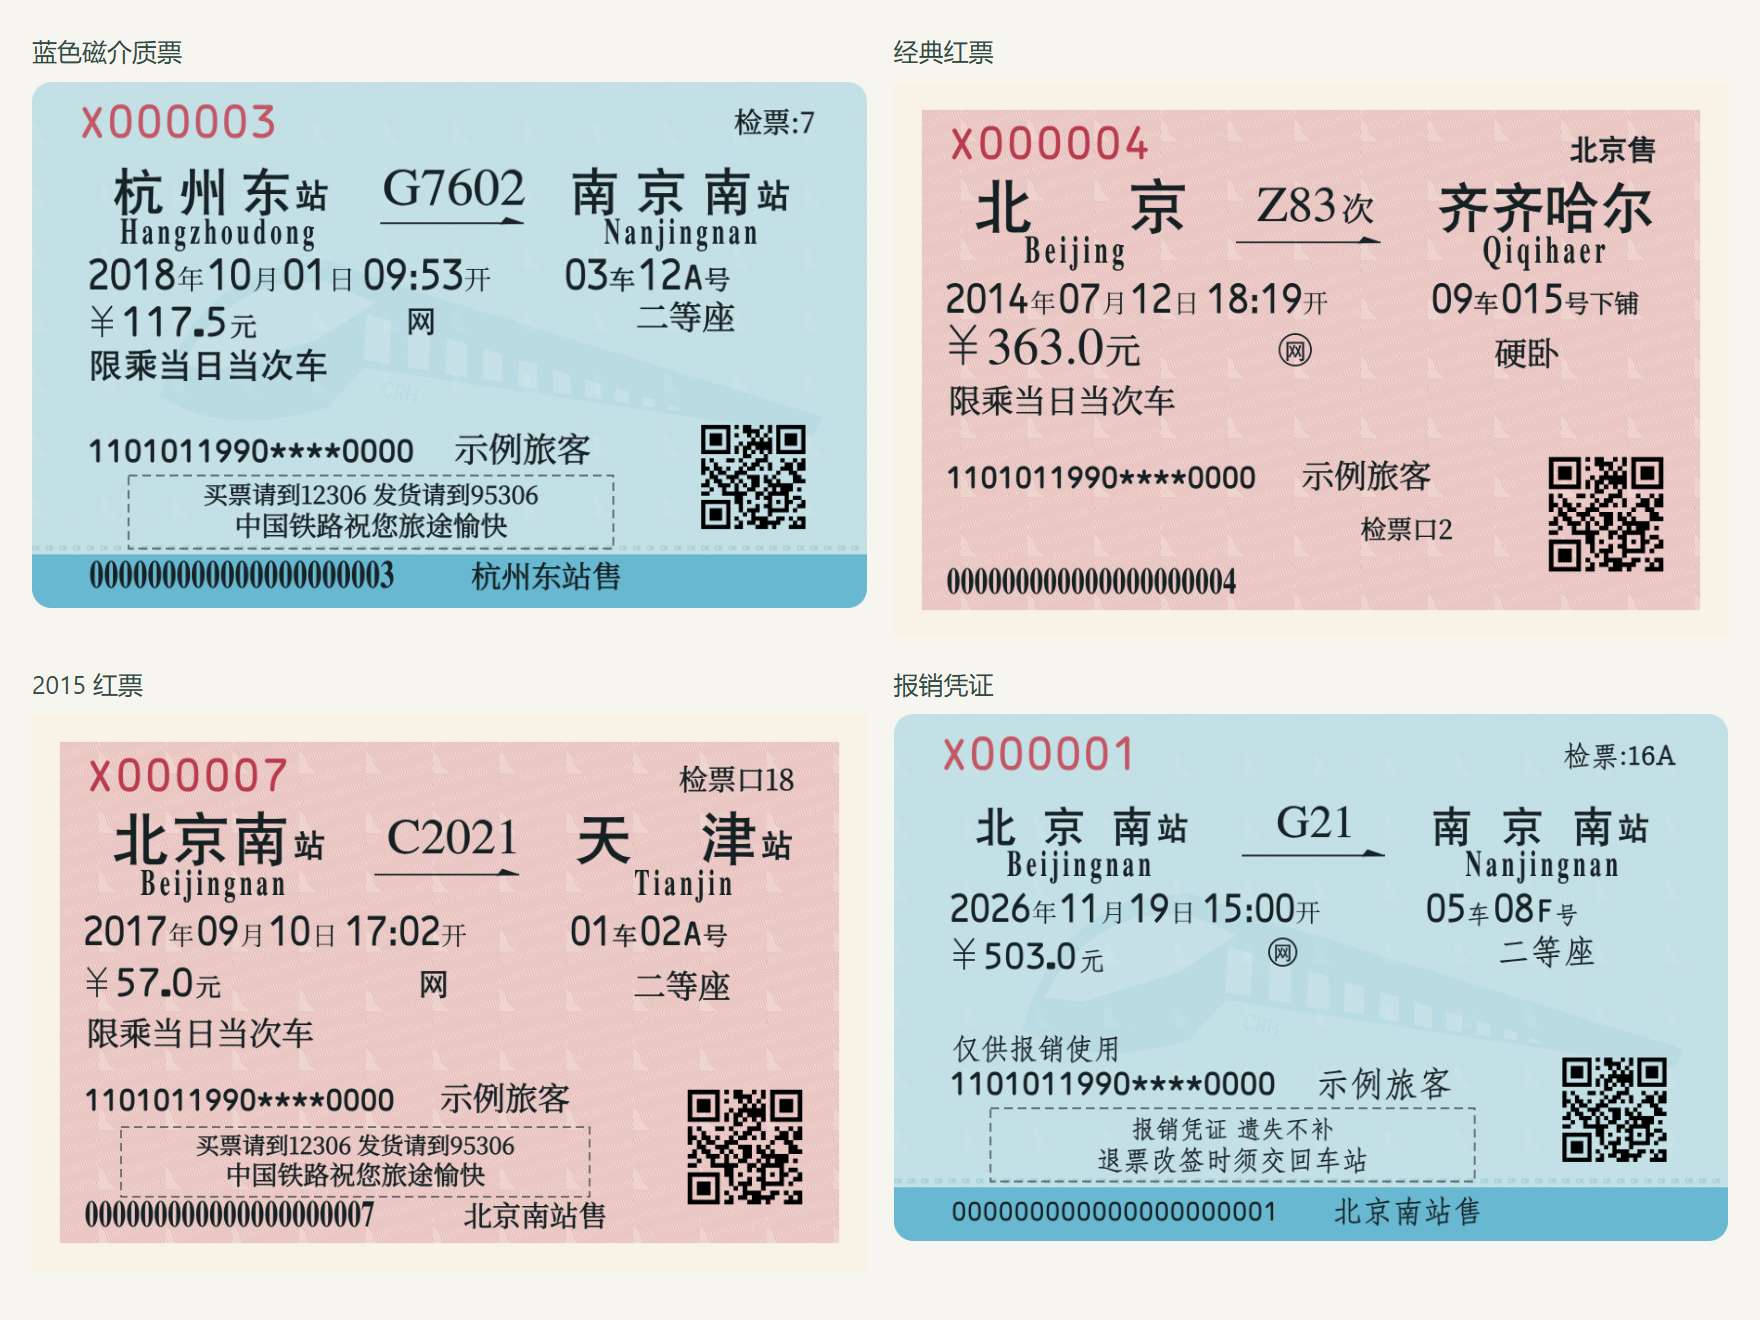 蓝色磁介质票
X000003
检票:7
杭州东站
G7602
南京南站
Hangzhoudong
Nanjingnan
2018年10月01日 09:53开
03车12A号
￥117.5元
网
二等座
限乘当日当次车
CRH
1101011990****0000 示例旅客
买票请到12306 发货请到95306
中国铁路祝您旅途愉快
000000000000000000003 杭州东站售
经典红票
X000004
北京售
北京
Z83次
齐齐哈尔
Beijing
Qiqihaer
2014年07月12日 18:19开
09车015号下铺
￥363.0元
网
硬卧
限乘当日当次车
1101011990****0000 示例旅客
检票口2
000000000000000000004
2015 红票
X000007
检票口18
北京南站
C2021
天津站
Beijingnan
Tianjin
2017年09月10日 17:02开
01车02A号
￥57.0元
网
二等座
限乘当日当次车
1101011990****0000 示例旅客
买票请到12306 发货请到95306
中国铁路祝您旅途愉快
000000000000000000007 北京南站售
报销凭证
X000001
检票:16A
北京南站
G21
南京南站
Beijingnan
Nanjingnan
2026年11月19日 15:00开
05车08F号
￥503.0元
网
二等座
CRH
仅供报销使用
1101011990****0000 示例旅客
报销凭证 遗失不补
退票改签时须交回车站
000000000000000000001 北京南站售